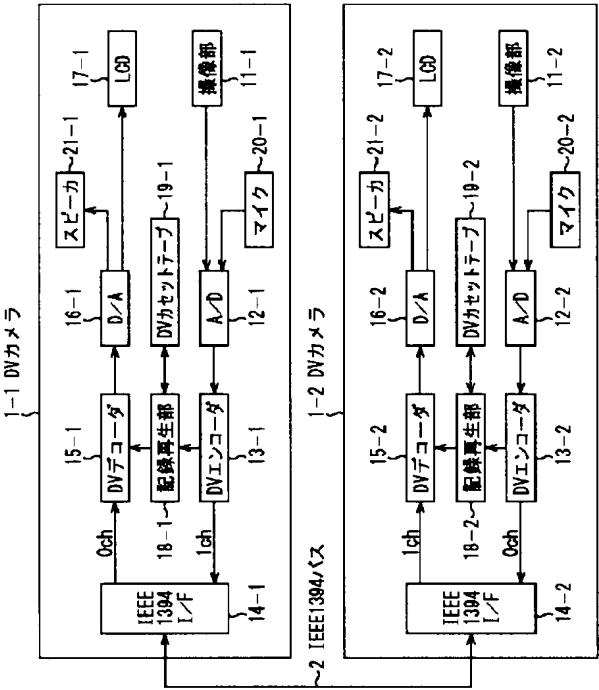 1-1 DVカメラ
14-1
IEEE
1394
I/F
0ch
1ch
15-1
DVデコーダ
18-1
記録再生部
DVエンコーダ
13-1
16-1
D/A
DVカセットテープ
19-1
A/D
12-1
スピーカ
21-1
マイク
20-1
17-1
LCD
撮像部
11-1
2 IEEE1394バス
1-2 DVカメラ
14-2
IEEE
1394
I/F
1ch
0ch
15-2
DVデコーダ
18-2
記録再生部
DVエンコーダ
13-2
16-2
D/A
DVカセットテープ
19-2
A/D
12-2
スピーカ
21-2
マイク
20-2
17-2
LCD
撮像部
11-2